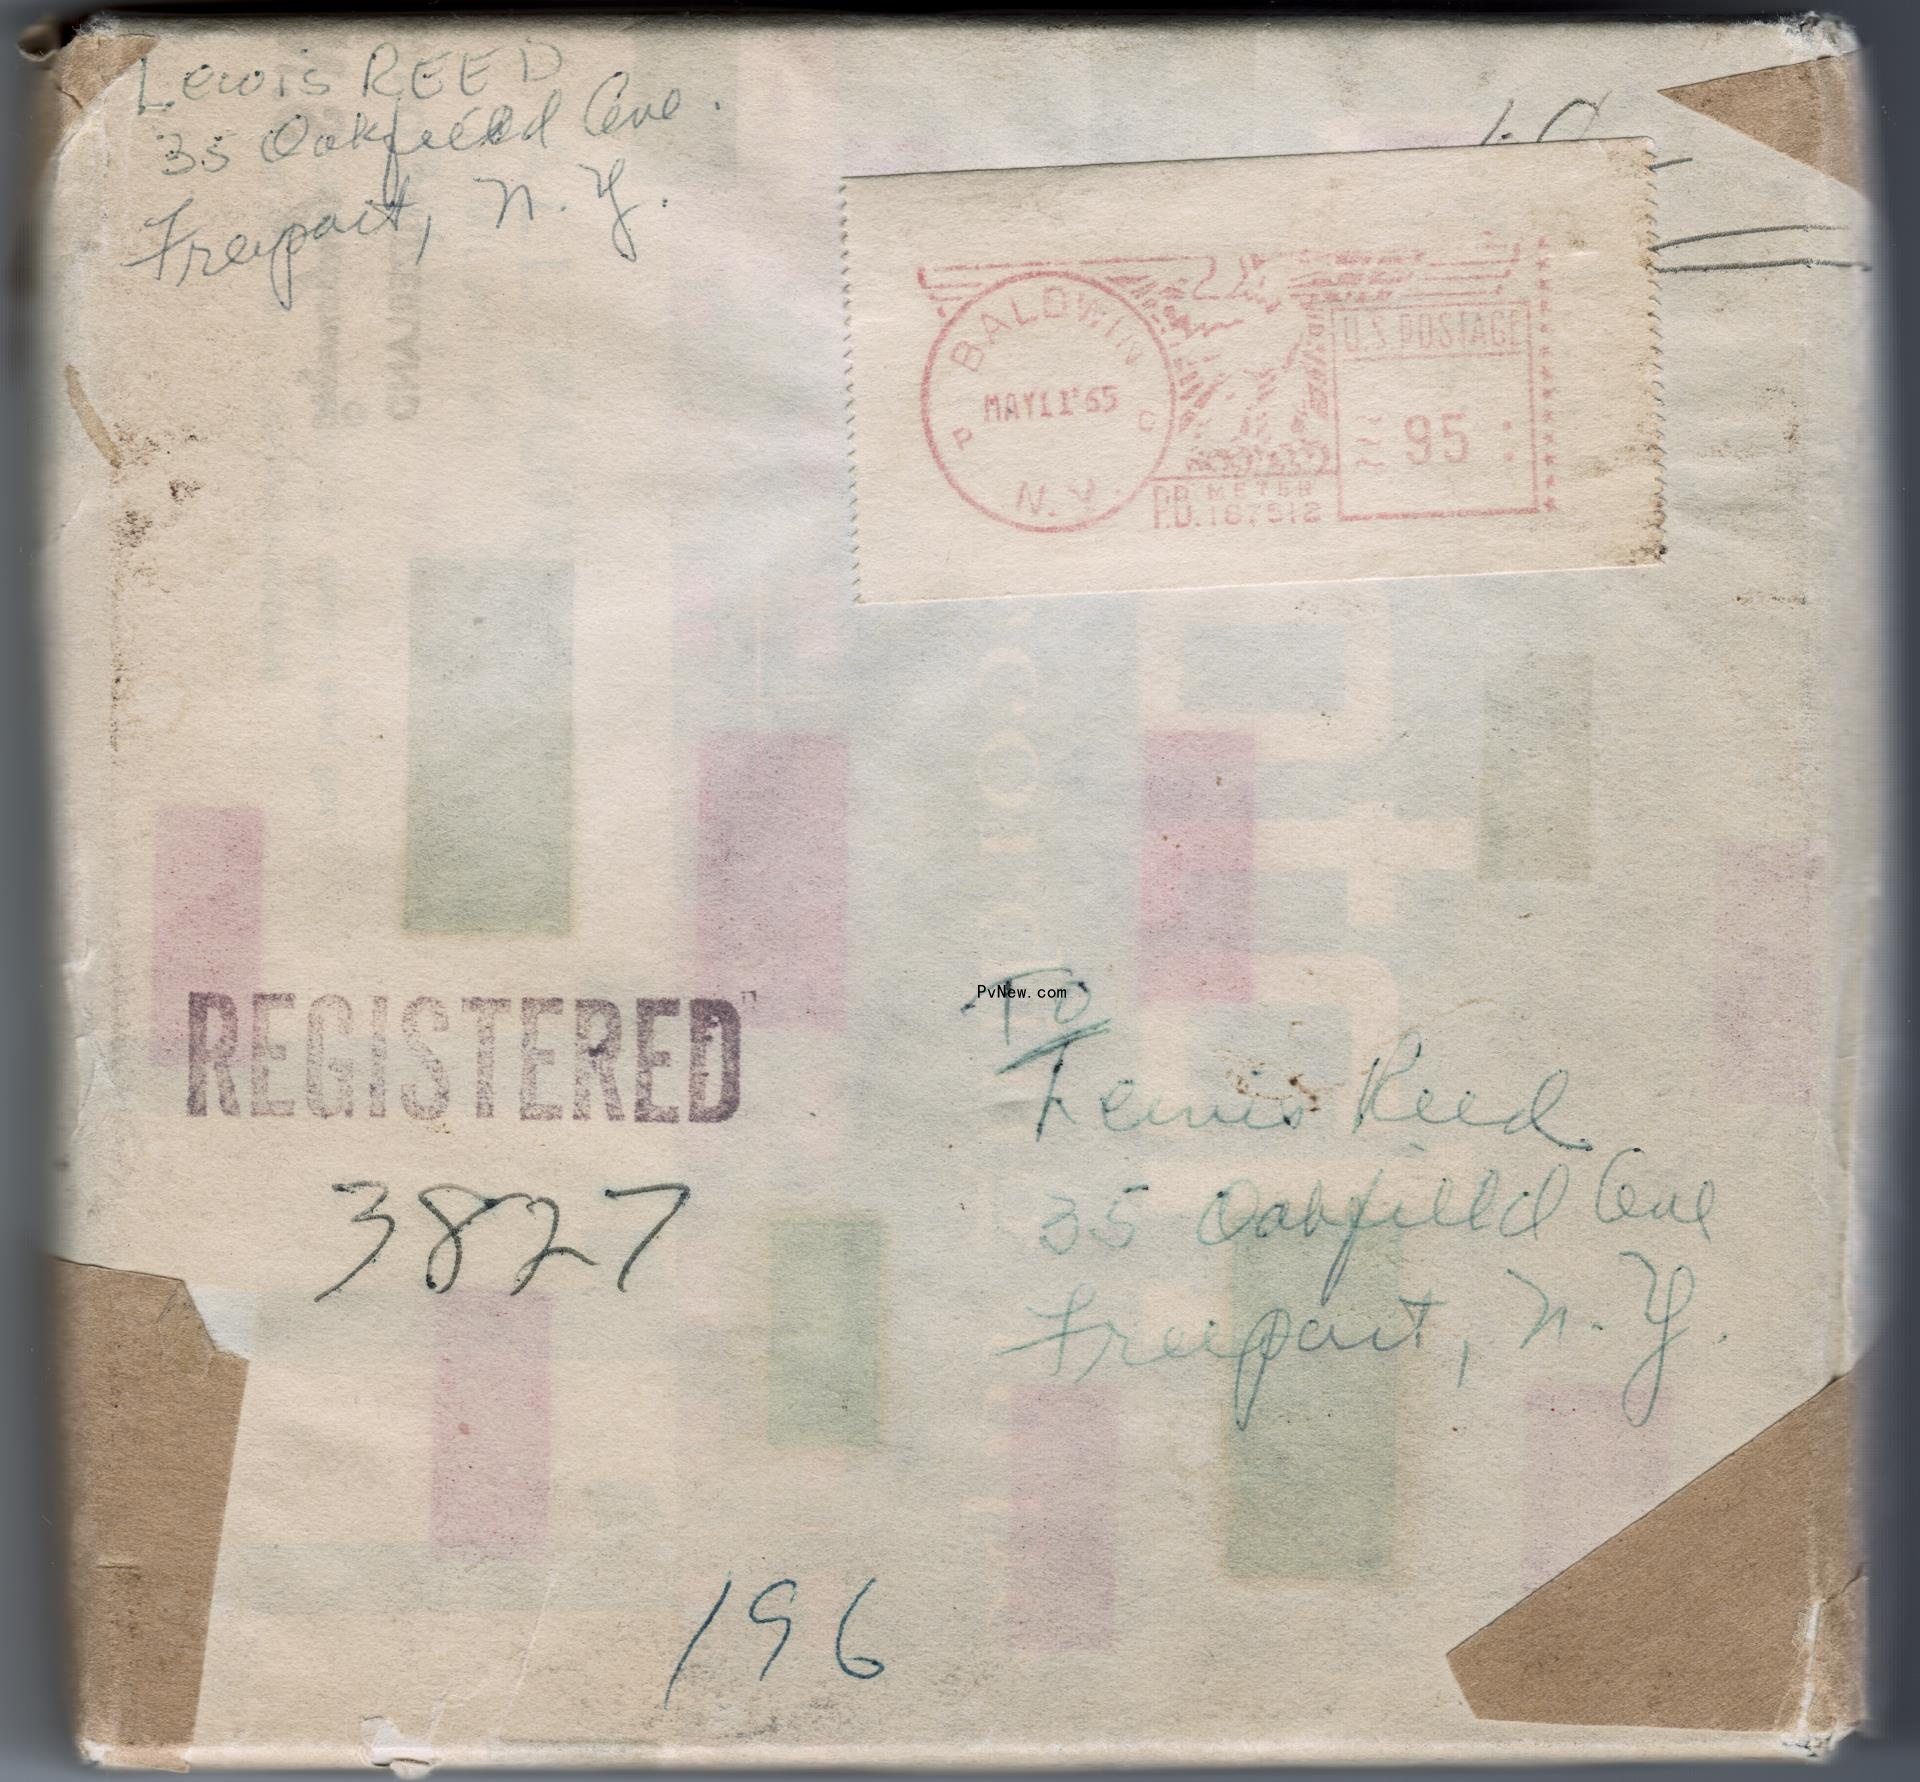 Lewis REED
35 Oakfield Ave.
Freeport, N.Y.
BALDWIN
MAY 11 '65
P C
N.Y.
U.S. POSTAGE
95
P.B. METER
167512
REGISTERED
3827
To
Lewis Reed
35 Oakfield Ave
Freeport, N.Y.
196
PvNew.com